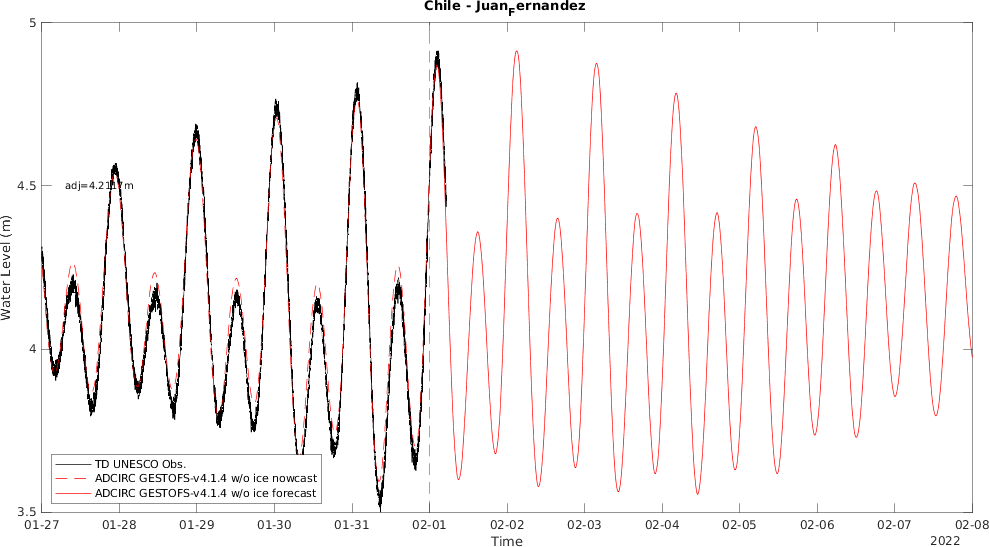 Chile - Juan_Fernandez
5
4.5
4
3.5
Water Level (m)
adj=4.2117m
TD UNESCO Obs.
ADCIRC GESTOFS-v4.1.4 w/o ice nowcast
ADCIRC GESTOFS-v4.1.4 w/o ice forecast
01-27 01-28 01-29 01-30 01-31 02-01 02-02 02-03 02-04 02-05 02-06 02-07 02-08
Time
2022